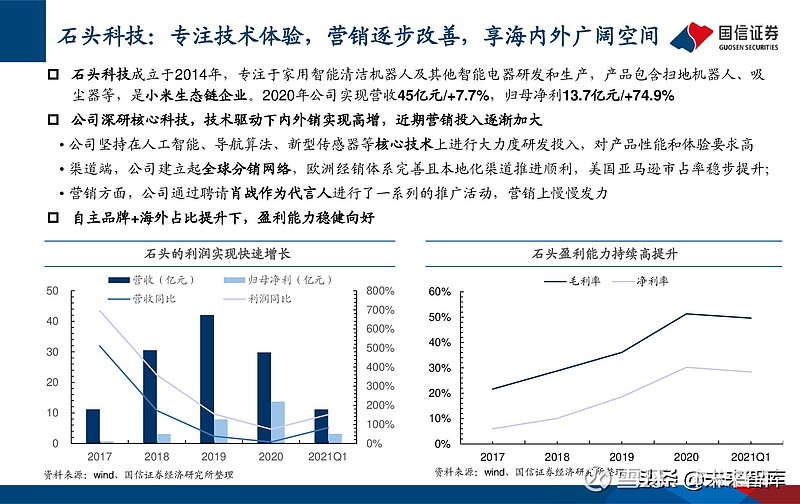 石头科技：专注技术体验，营销逐步改善，享海内外广阔空间
国信证券
GUOSEN SECURITIES
石头科技成立于2014年，专注于家用智能清洁机器人及其他智能电器研发和生产，产品包含扫地机器人、吸
尘器等，是小米生态链企业。2020年公司实现营收45亿元/+7.7%，归母净利13.7亿元/+74.9%
公司深研核心科技，技术驱动下内外销实现高增，近期营销投入逐渐加大
•公司坚持在人工智能、导航算法、新型传感器等核心技术上进行大力度研发投入，对产品性能和体验要求高
•渠道端，公司建立起全球分销网络，欧洲经销体系完善且本地化渠道推进顺利，美国亚马逊市占率稳步提升；
•营销方面，公司通过聘请肖战作为代言人进行了一系列的推广活动，营销上慢慢发力
自主品牌+海外占比提升下，盈利能力稳健向好
石头的利润实现快速增长
营收（亿元） 归母净利（亿元）
营收同比 利润同比
50
40
30
20
10
0
800%
700%
600%
500%
400%
300%
200%
100%
0%
2017 2018 2019 2020 2021Q1
资料来源：wind、国信证券经济研究所整理
石头盈利能力持续高提升
毛利率 净利率
60%
50%
40%
30%
20%
10%
0%
2017 2018 2019 2020 2021Q1
资料来源：wind、国信证券经济研究所整理
头条@未来智库